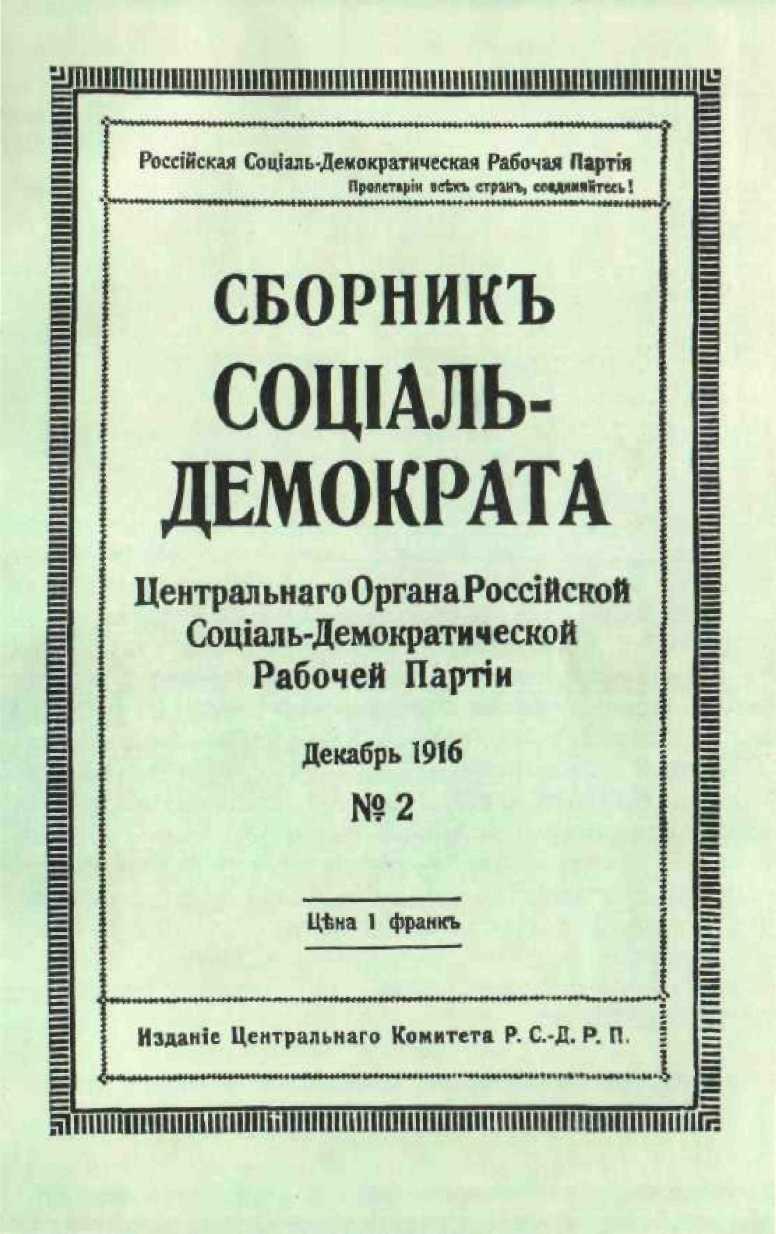 Россійская Соціаль-Демократическая Рабочая Партія
Пролетаріи всѣхъ странъ, соединяйтесь!
СБОРНИКЪ
СОЦІАЛЬ-
ДЕМОКРАТА
Центральнаго Органа Россійской
Соціаль-Демократической
Рабочей Партіи
Декабрь 1916
№ 2
Цѣна 1 франкъ
Изданіе Центральнаго Комитета Р. С.-Д. Р. П.